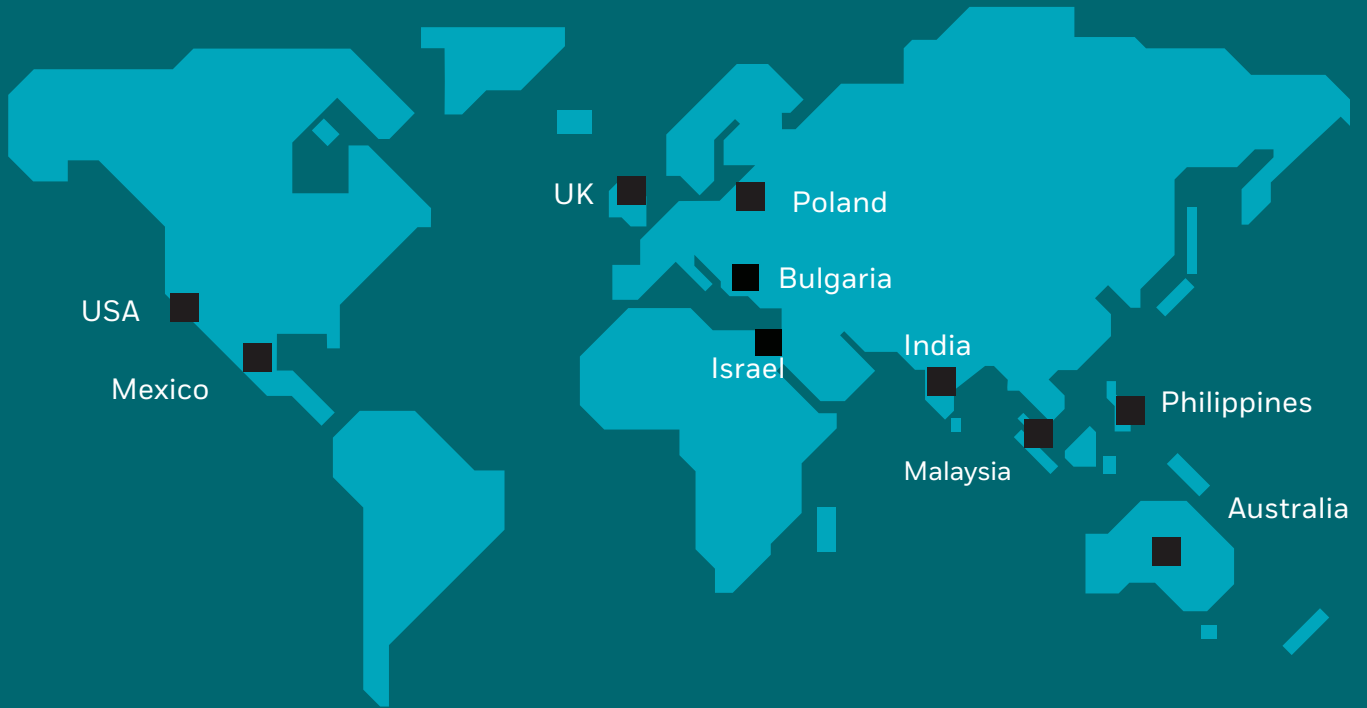 UK
Poland
Bulgaria
USA
India
Israel
Mexico
Philippines
Malaysia
Australia